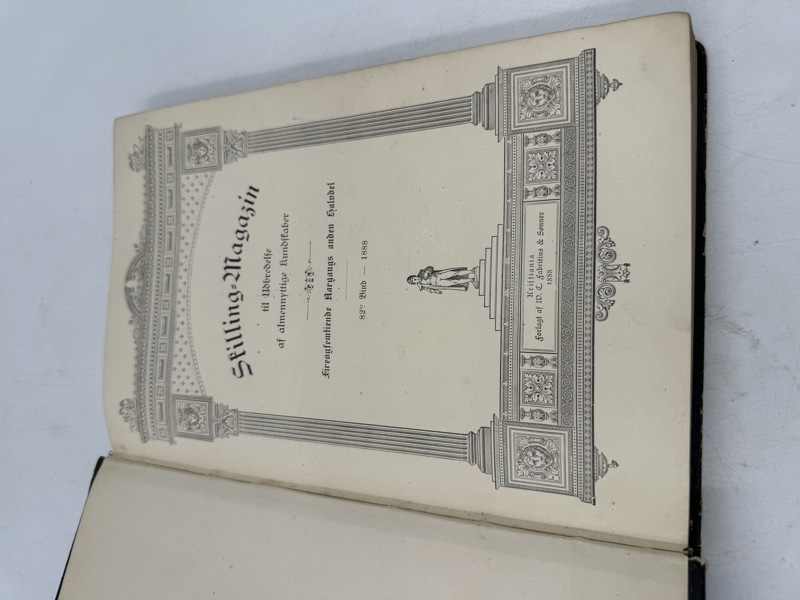 Skilling-Magazin
til Udbredelse
af almennyttige Kundskaber
Fireogfemtiende Aargangs anden Halvdel
82de Bind — 1888
Kristiania
Forlagt af W. C. Fabritius & Sønner
1888